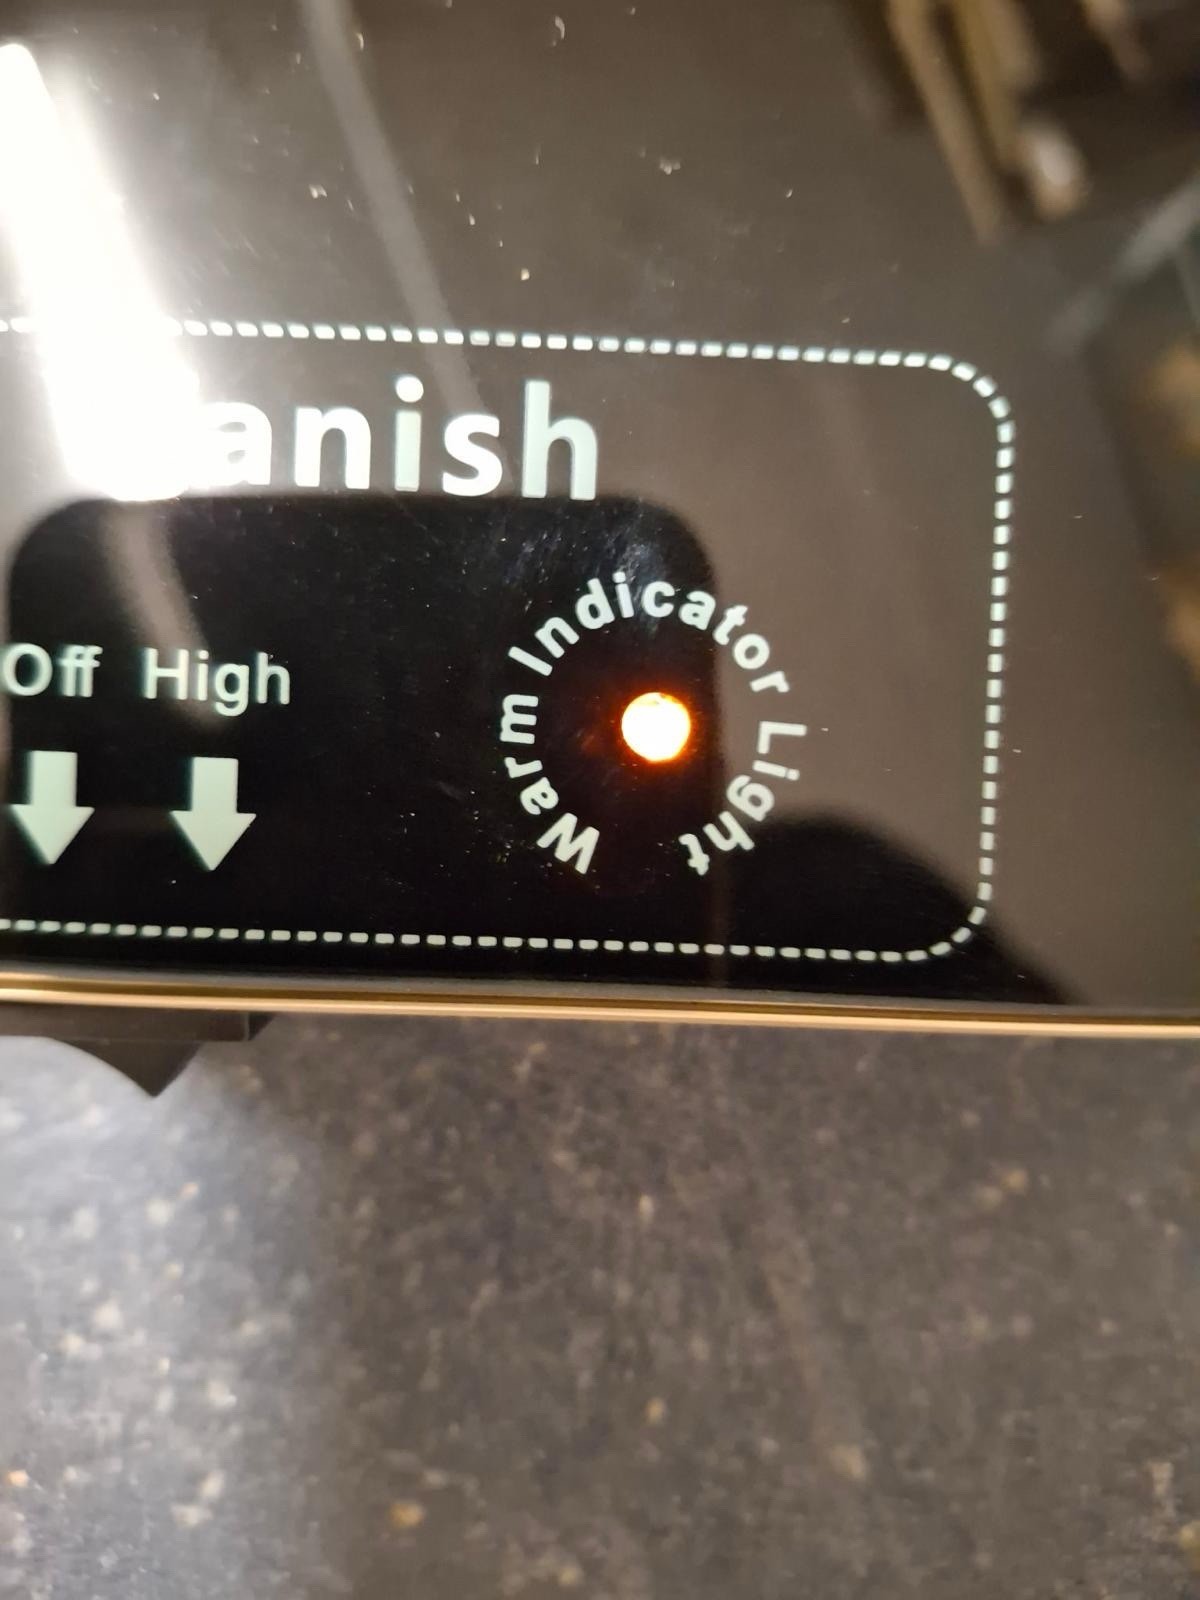 anish
Warm Indicator Light
Off High